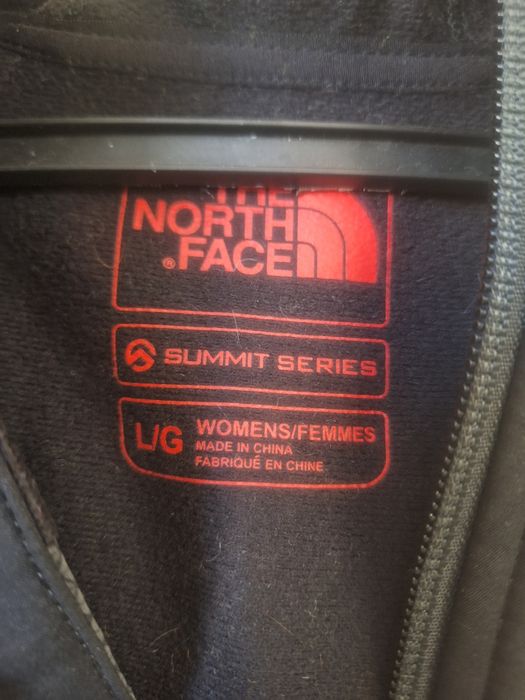 THE
NORTH
FACE
®
SUMMIT SERIES
L/G
WOMENS/FEMMES
MADE IN CHINA
FABRIQUÉ EN CHINE